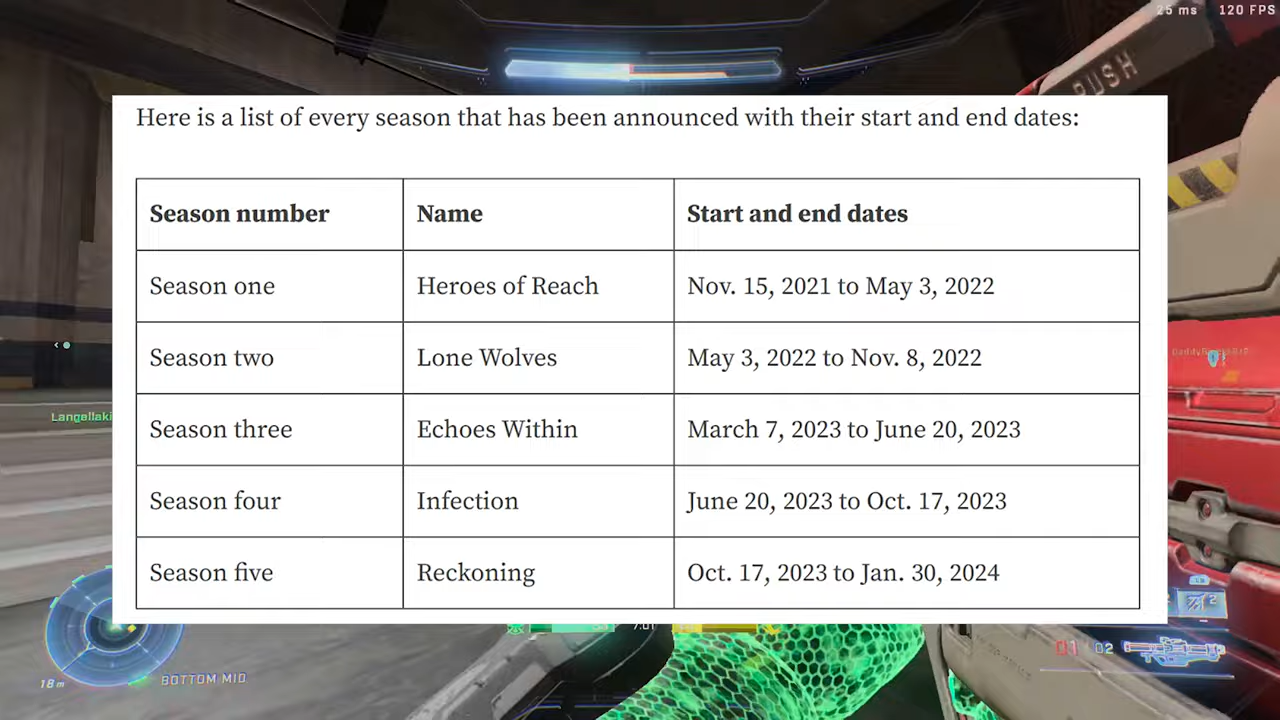 25 ms 120 FPS
RUSH
Here is a list of every season that has been announced with their start and end dates:
Season number Name Start and end dates
Season one Heroes of Reach Nov. 15, 2021 to May 3, 2022
Season two Lone Wolves May 3, 2022 to Nov. 8, 2022
Season three Echoes Within March 7, 2023 to June 20, 2023
Season four Infection June 20, 2023 to Oct. 17, 2023
Season five Reckoning Oct. 17, 2023 to Jan. 30, 2024
Langellaki
18m
BOTTOM MID
01 02